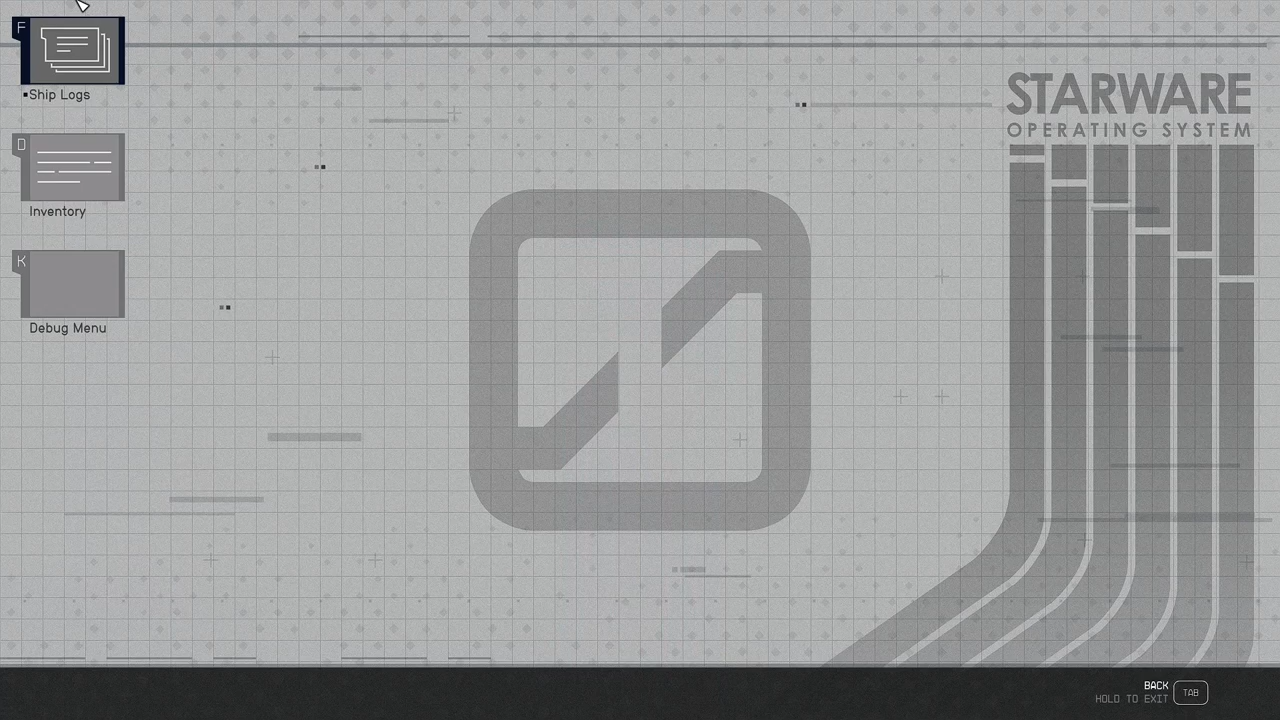 F
Ship Logs
D
Inventory
K
Debug Menu
STARWARE
OPERATING SYSTEM
BACK
HOLD TO EXIT
TAB